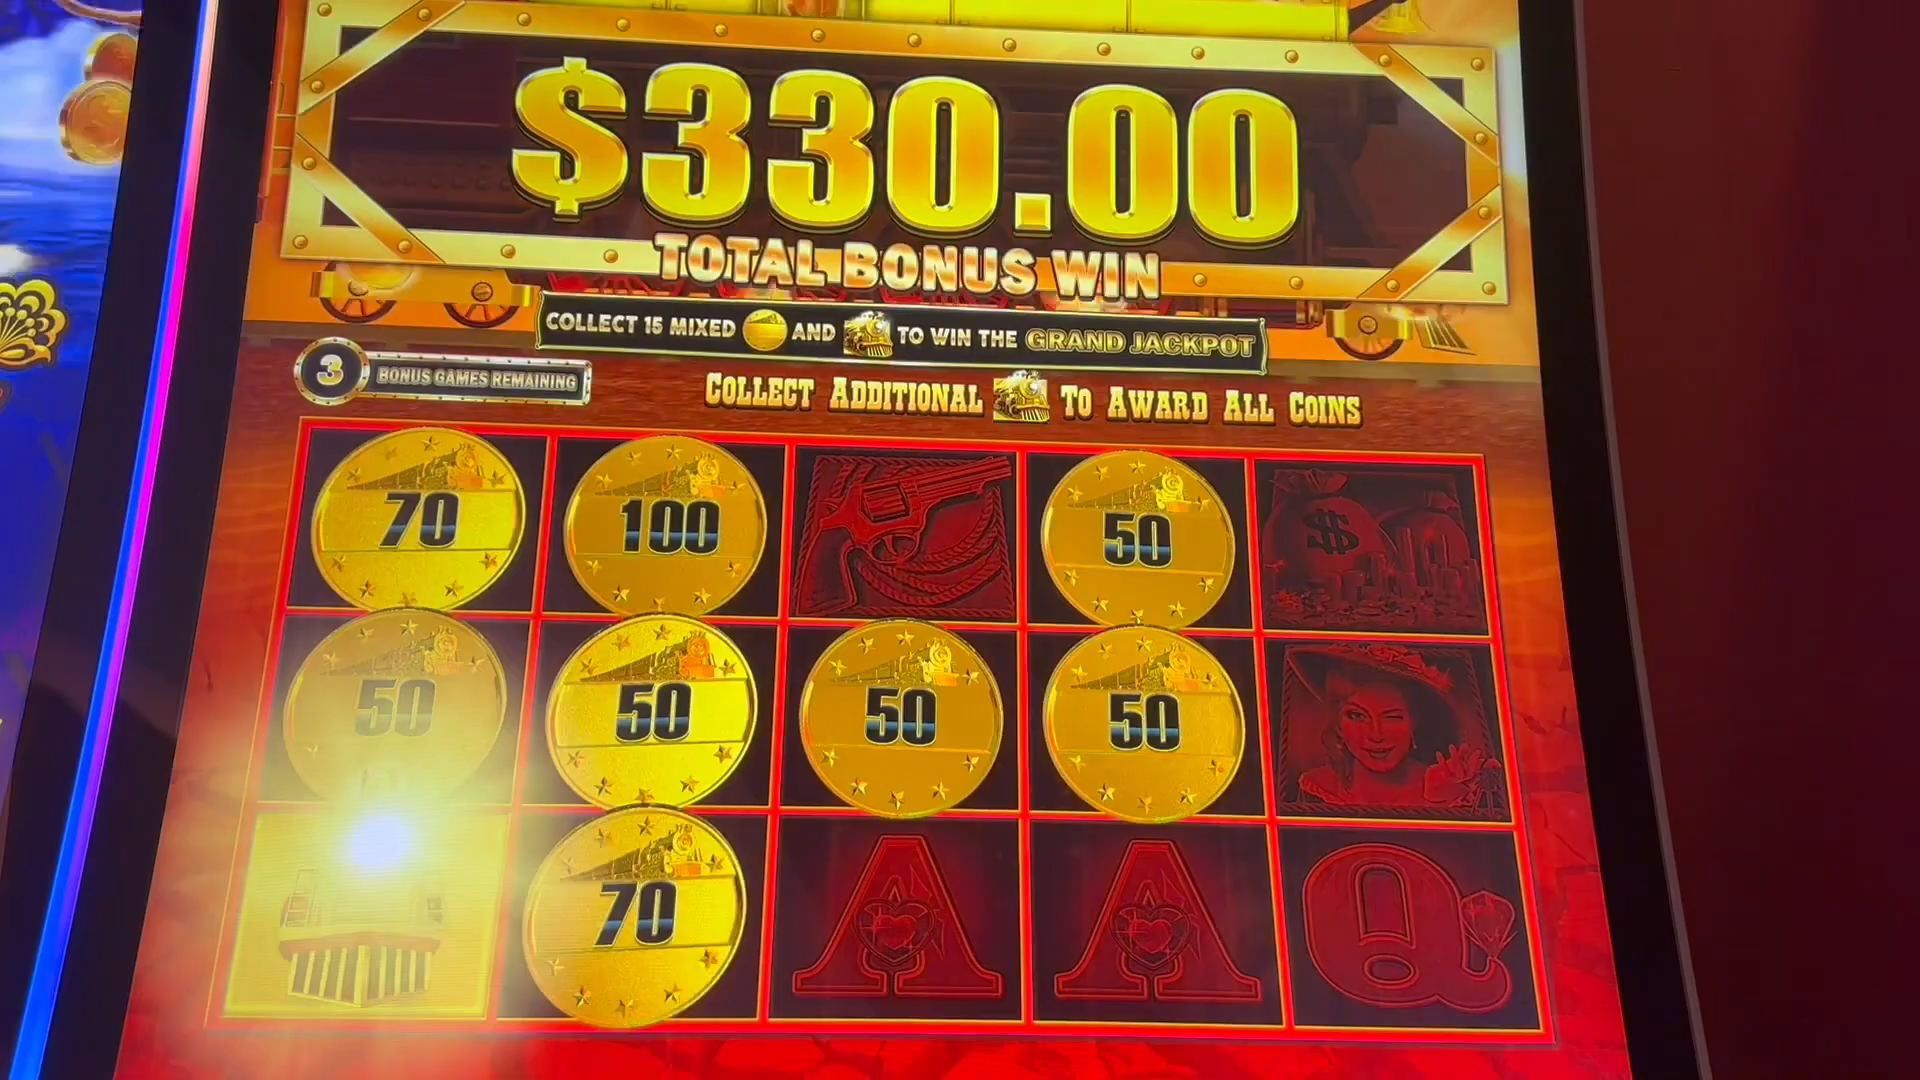 $330.00
TOTAL BONUS WIN
COLLECT 15 MIXED AND TO WIN THE GRAND JACKPOT
3 BONUS GAMES REMAINING
COLLECT ADDITIONAL TO AWARD ALL COINS
70 100 50 $
50 50 50 50
70 A A Q